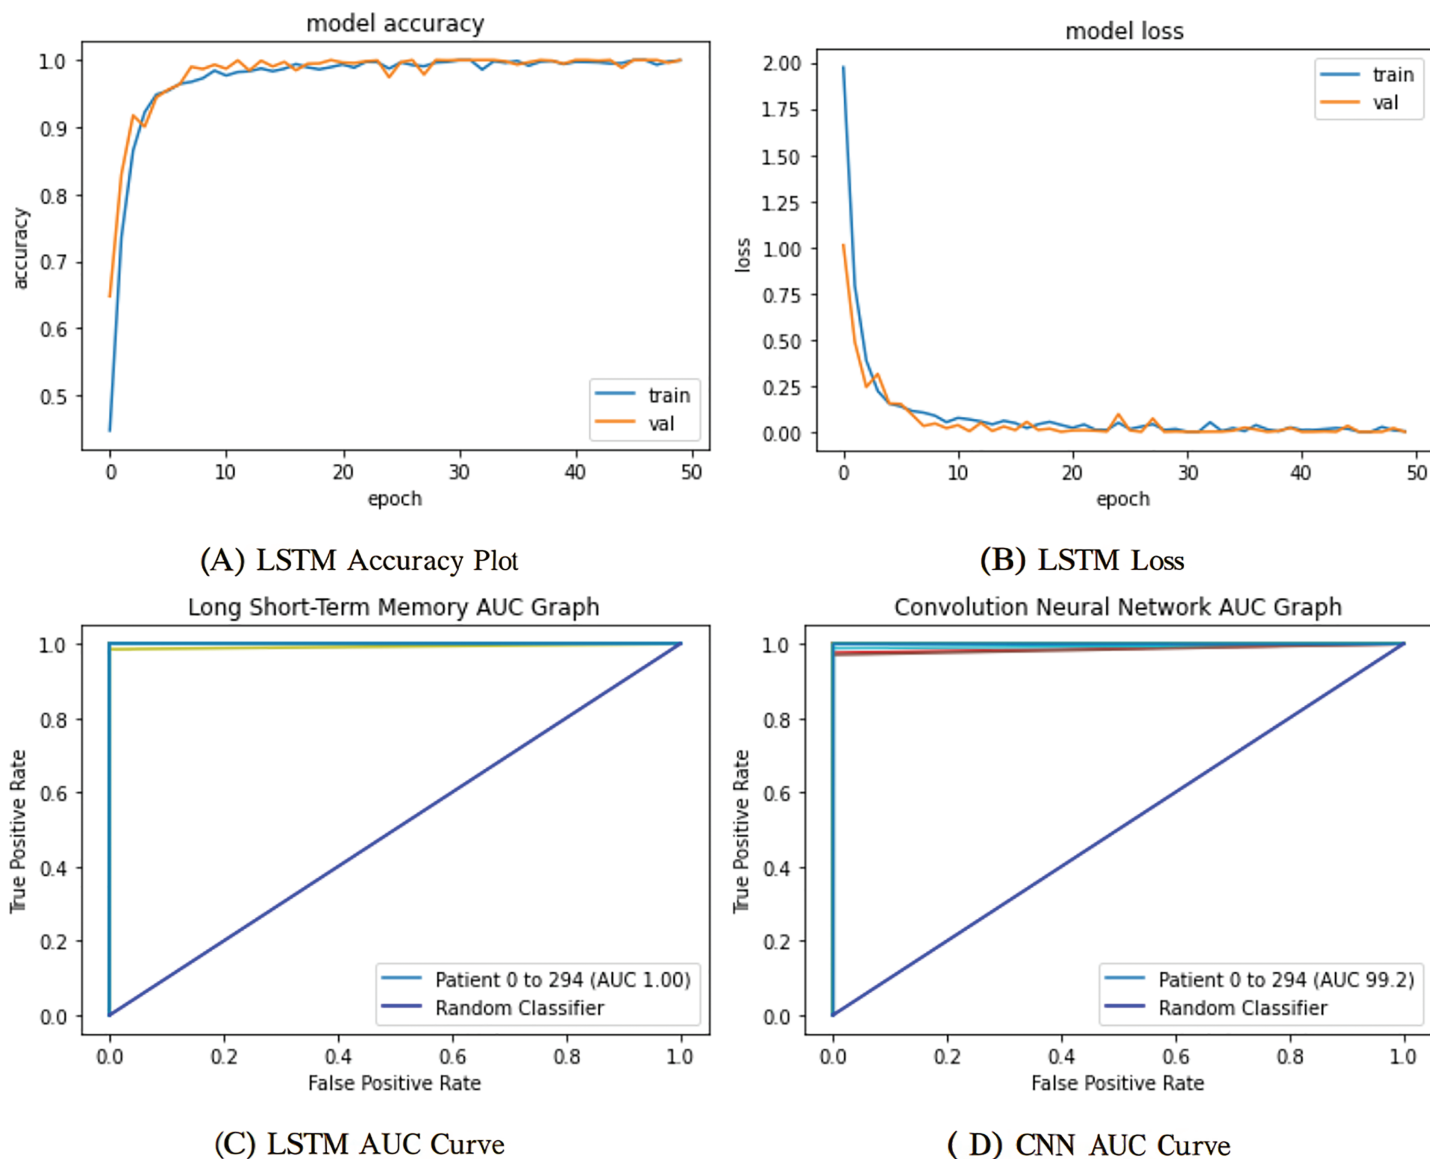 model accuracy
1.0
0.9
0.8
0.7
0.6
0.5
accuracy
train
val
0 10 20 30 40 50
epoch
(A) LSTM Accuracy Plot
model loss
2.00
1.75
1.50
1.25
1.00
0.75
0.50
0.25
0.00
loss
train
val
0 10 20 30 40 50
epoch
(B) LSTM Loss
Long Short-Term Memory AUC Graph
1.0
0.8
0.6
0.4
0.2
0.0
True Positive Rate
Patient 0 to 294 (AUC 1.00)
Random Classifier
0.0 0.2 0.4 0.6 0.8 1.0
False Positive Rate
(C) LSTM AUC Curve
Convolution Neural Network AUC Graph
1.0
0.8
0.6
0.4
0.2
0.0
True Positive Rate
Patient 0 to 294 (AUC 99.2)
Random Classifier
0.0 0.2 0.4 0.6 0.8 1.0
False Positive Rate
( D) CNN AUC Curve